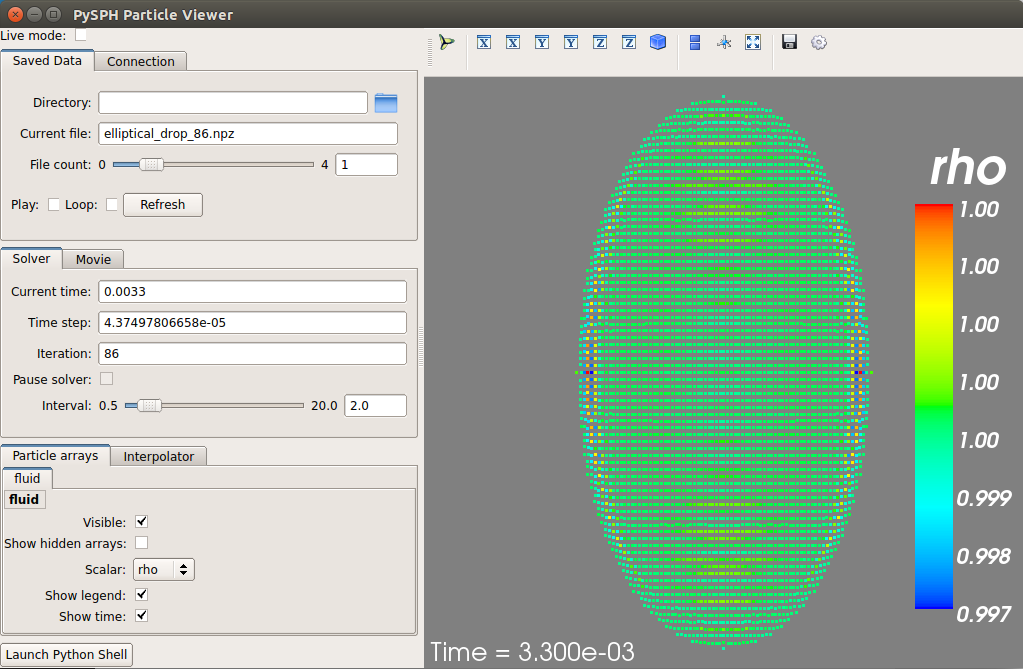 PySPH Particle Viewer
Live mode:
Saved Data Connection
Directory:
Current file: elliptical_drop_86.npz
File count: 0 4 1
Play: Loop: Refresh
Solver Movie
Current time: 0.0033
Time step: 4.37497806658e-05
Iteration: 86
Pause solver:
Interval: 0.5 20.0 2.0
Particle arrays Interpolator
fluid
fluid
Visible:
Show hidden arrays:
Scalar: rho
Show legend:
Show time:
Launch Python Shell
X X Y Y Z Z
rho
1.00
1.00
1.00
1.00
1.00
0.999
0.998
0.997
Time = 3.300e-03